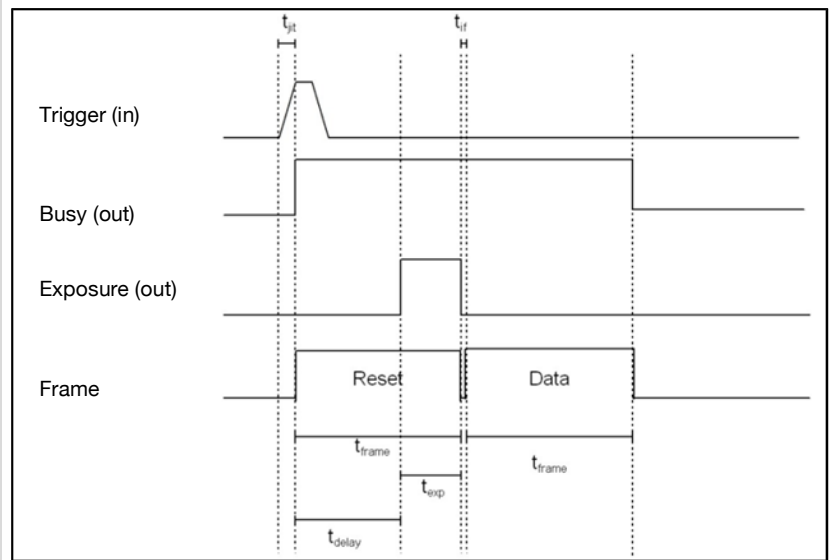 t_jit t_if
Trigger (in)
Busy (out)
Exposure (out)
Frame Reset Data
t_frame t_frame
t_exp
t_delay